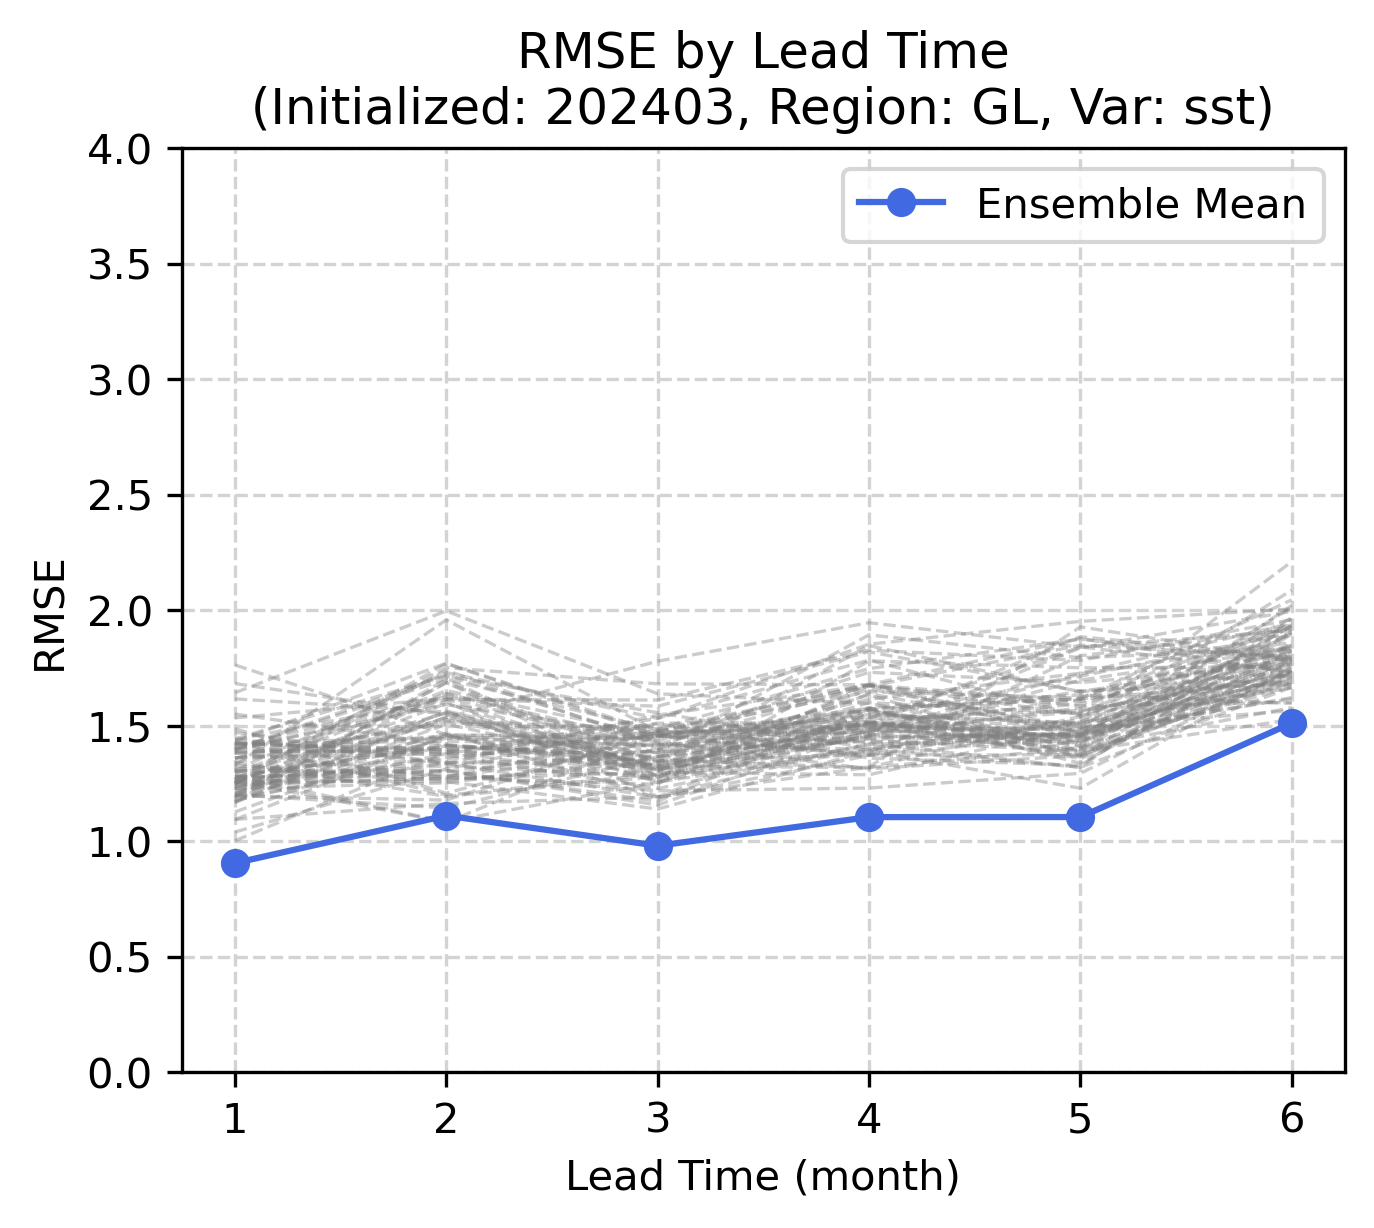 RMSE by Lead Time
(Initialized: 202403, Region: GL, Var: sst)
4.0
3.5
3.0
2.5
2.0
1.5
1.0
0.5
0.0
RMSE
Ensemble Mean
1 2 3 4 5 6
Lead Time (month)